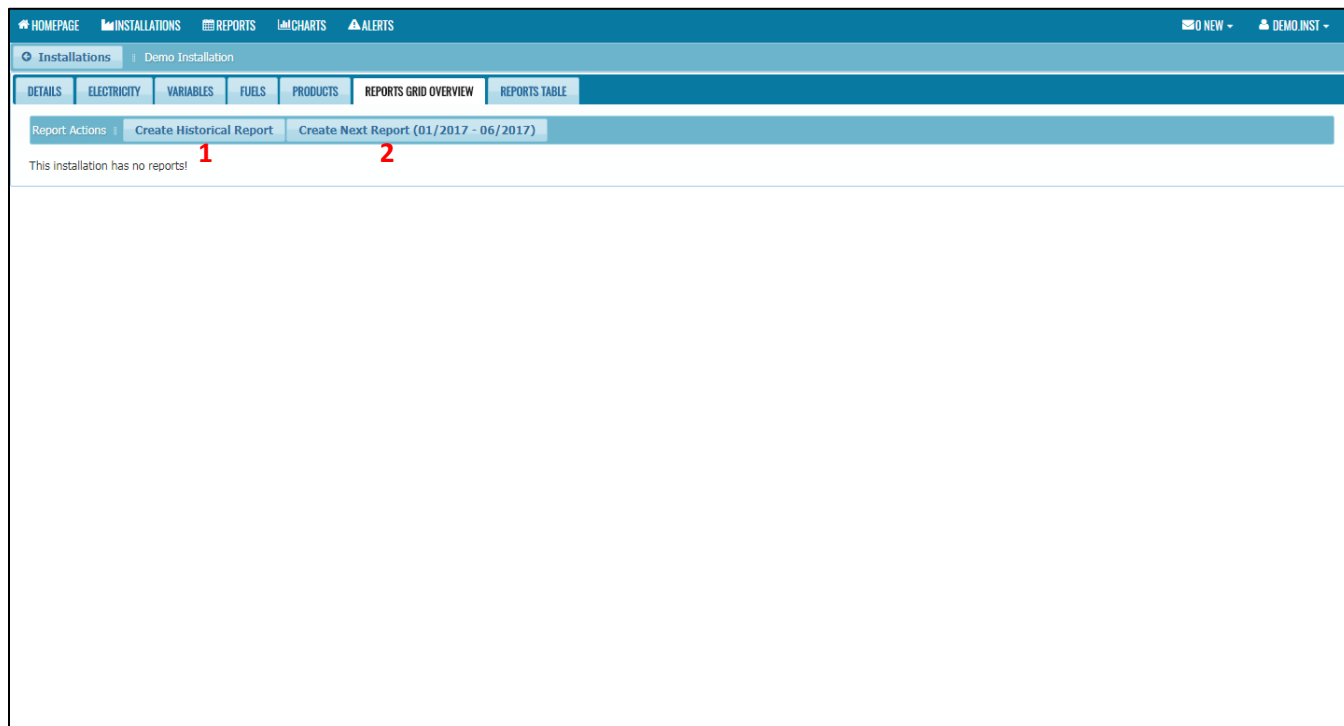 HOMEPAGE INSTALLATIONS REPORTS CHARTS ALERTS 0 NEW DEMO.INST
Installations Demo Installation
DETAILS ELECTRICITY VARIABLES FUELS PRODUCTS REPORTS GRID OVERVIEW REPORTS TABLE
Report Actions Create Historical Report Create Next Report (01/2017 - 06/2017)
1 2
This installation has no reports!